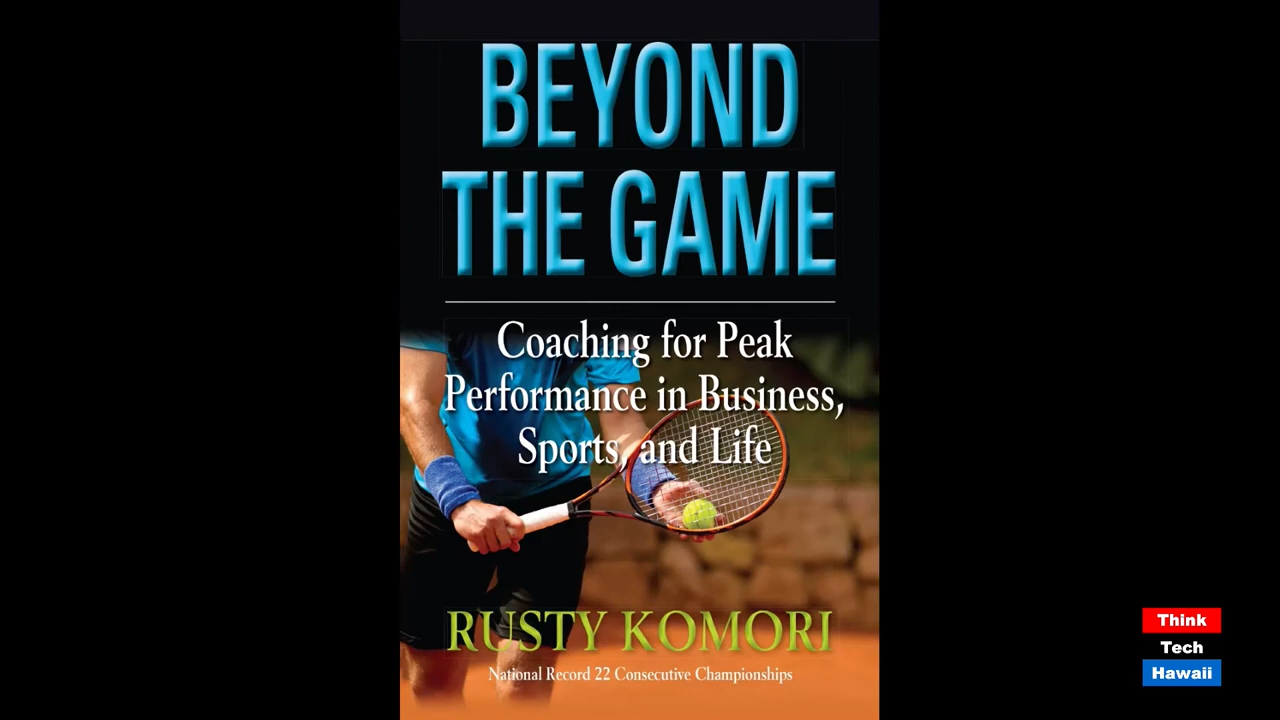 BEYOND
THE GAME
Coaching for Peak
Performance in Business,
Sports, and Life
RUSTY KOMORI
National Record 22 Consecutive Championships
Think
Tech
Hawaii